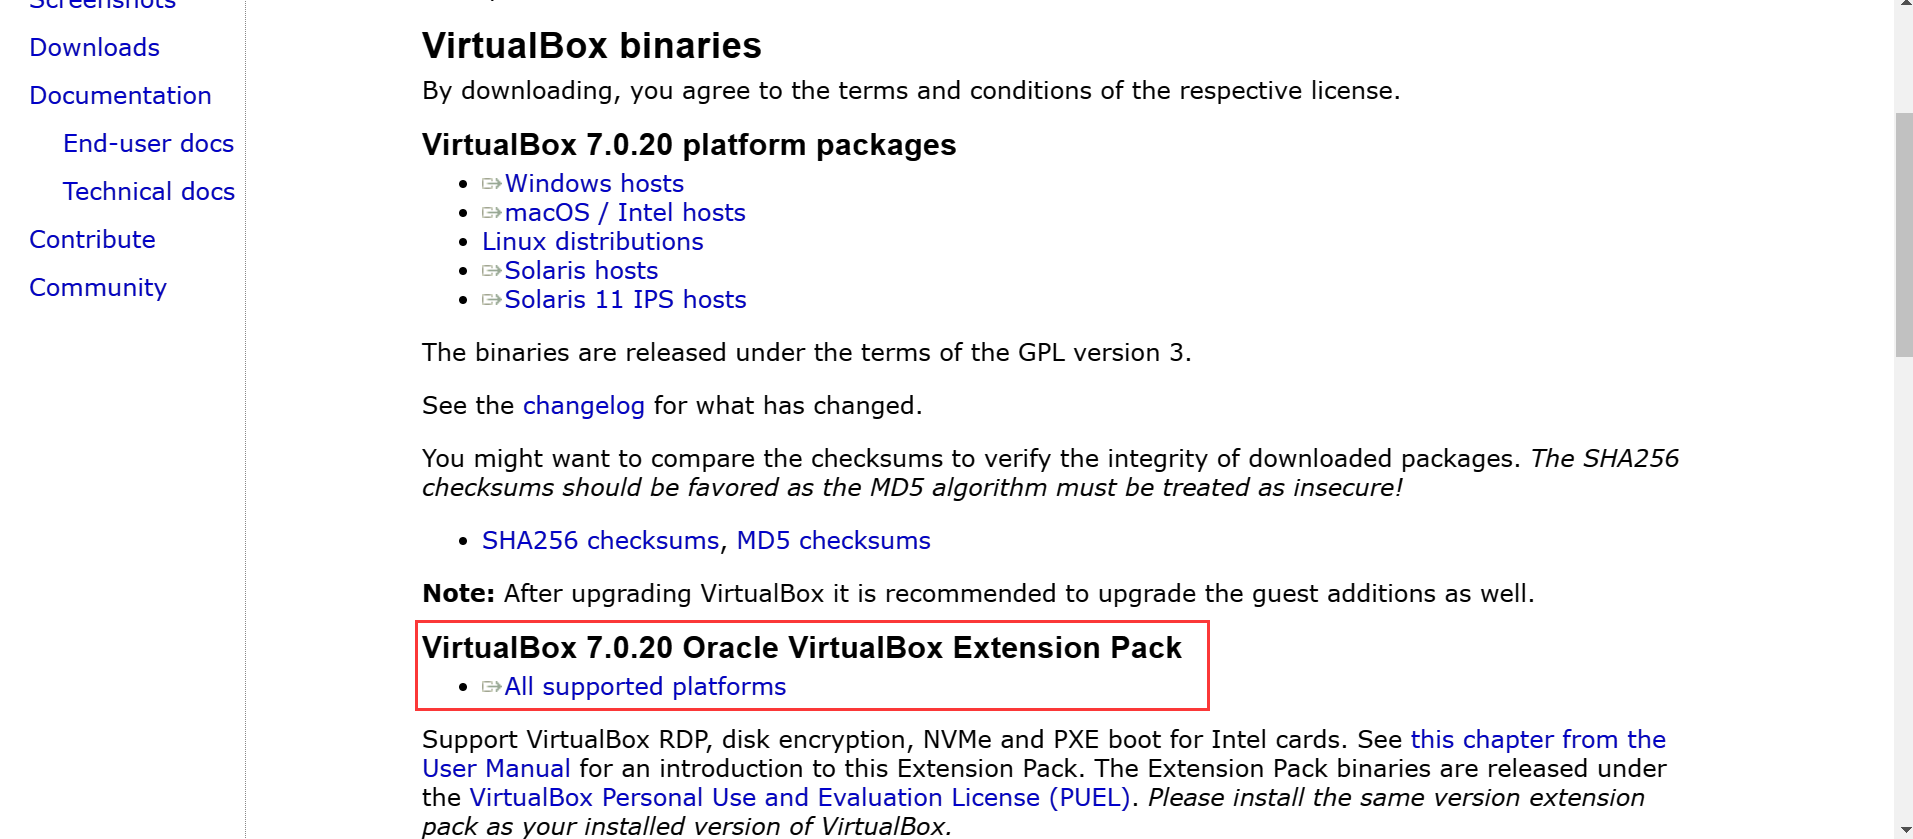 Screenshots
Downloads
Documentation
End-user docs
Technical docs
Contribute
Community
VirtualBox binaries
By downloading, you agree to the terms and conditions of the respective license.
VirtualBox 7.0.20 platform packages
Windows hosts
macOS / Intel hosts
Linux distributions
Solaris hosts
Solaris 11 IPS hosts
The binaries are released under the terms of the GPL version 3.
See the changelog for what has changed.
You might want to compare the checksums to verify the integrity of downloaded packages. The SHA256
checksums should be favored as the MD5 algorithm must be treated as insecure!
SHA256 checksums, MD5 checksums
Note: After upgrading VirtualBox it is recommended to upgrade the guest additions as well.
VirtualBox 7.0.20 Oracle VirtualBox Extension Pack
All supported platforms
Support VirtualBox RDP, disk encryption, NVMe and PXE boot for Intel cards. See this chapter from the
User Manual for an introduction to this Extension Pack. The Extension Pack binaries are released under
the VirtualBox Personal Use and Evaluation License (PUEL). Please install the same version extension
pack as your installed version of VirtualBox.